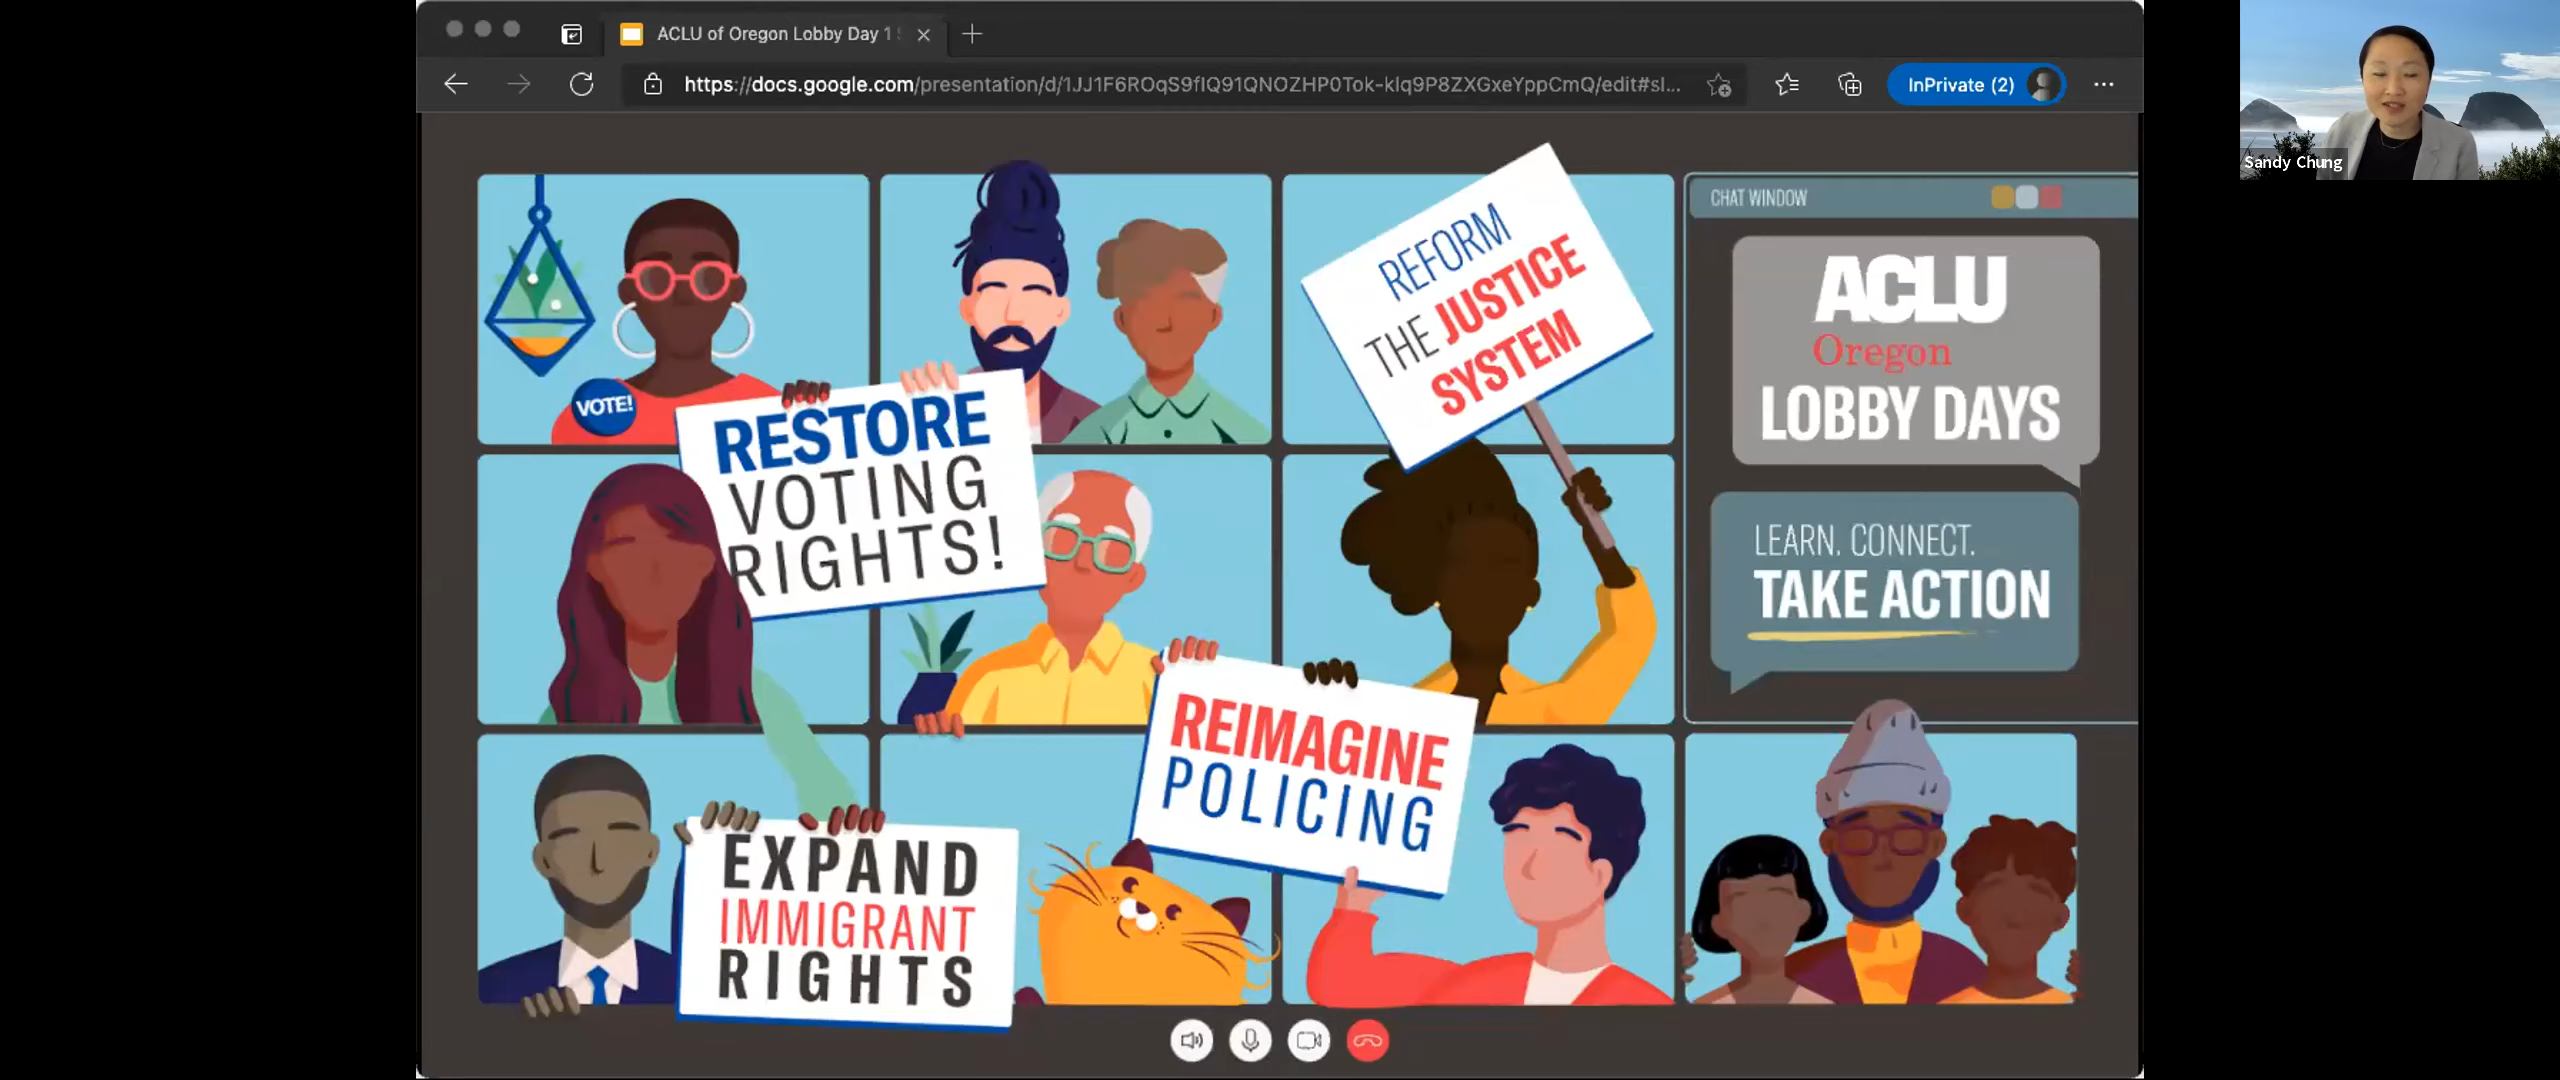 ACLU of Oregon Lobby Day 1
https://docs.google.com/presentation/d/1JJ1F6ROqS9flQ91QNOZHP0Tok-klq9P8ZXGxeYppCmQ/edit#sl...
InPrivate (2)
Sandy Chung
VOTE!
RESTORE
VOTING
RIGHTS!
REFORM
THE JUSTICE
SYSTEM
CHAT WINDOW
ACLU
Oregon
LOBBY DAYS
LEARN. CONNECT.
TAKE ACTION
REIMAGINE
POLICING
EXPAND
IMMIGRANT
RIGHTS